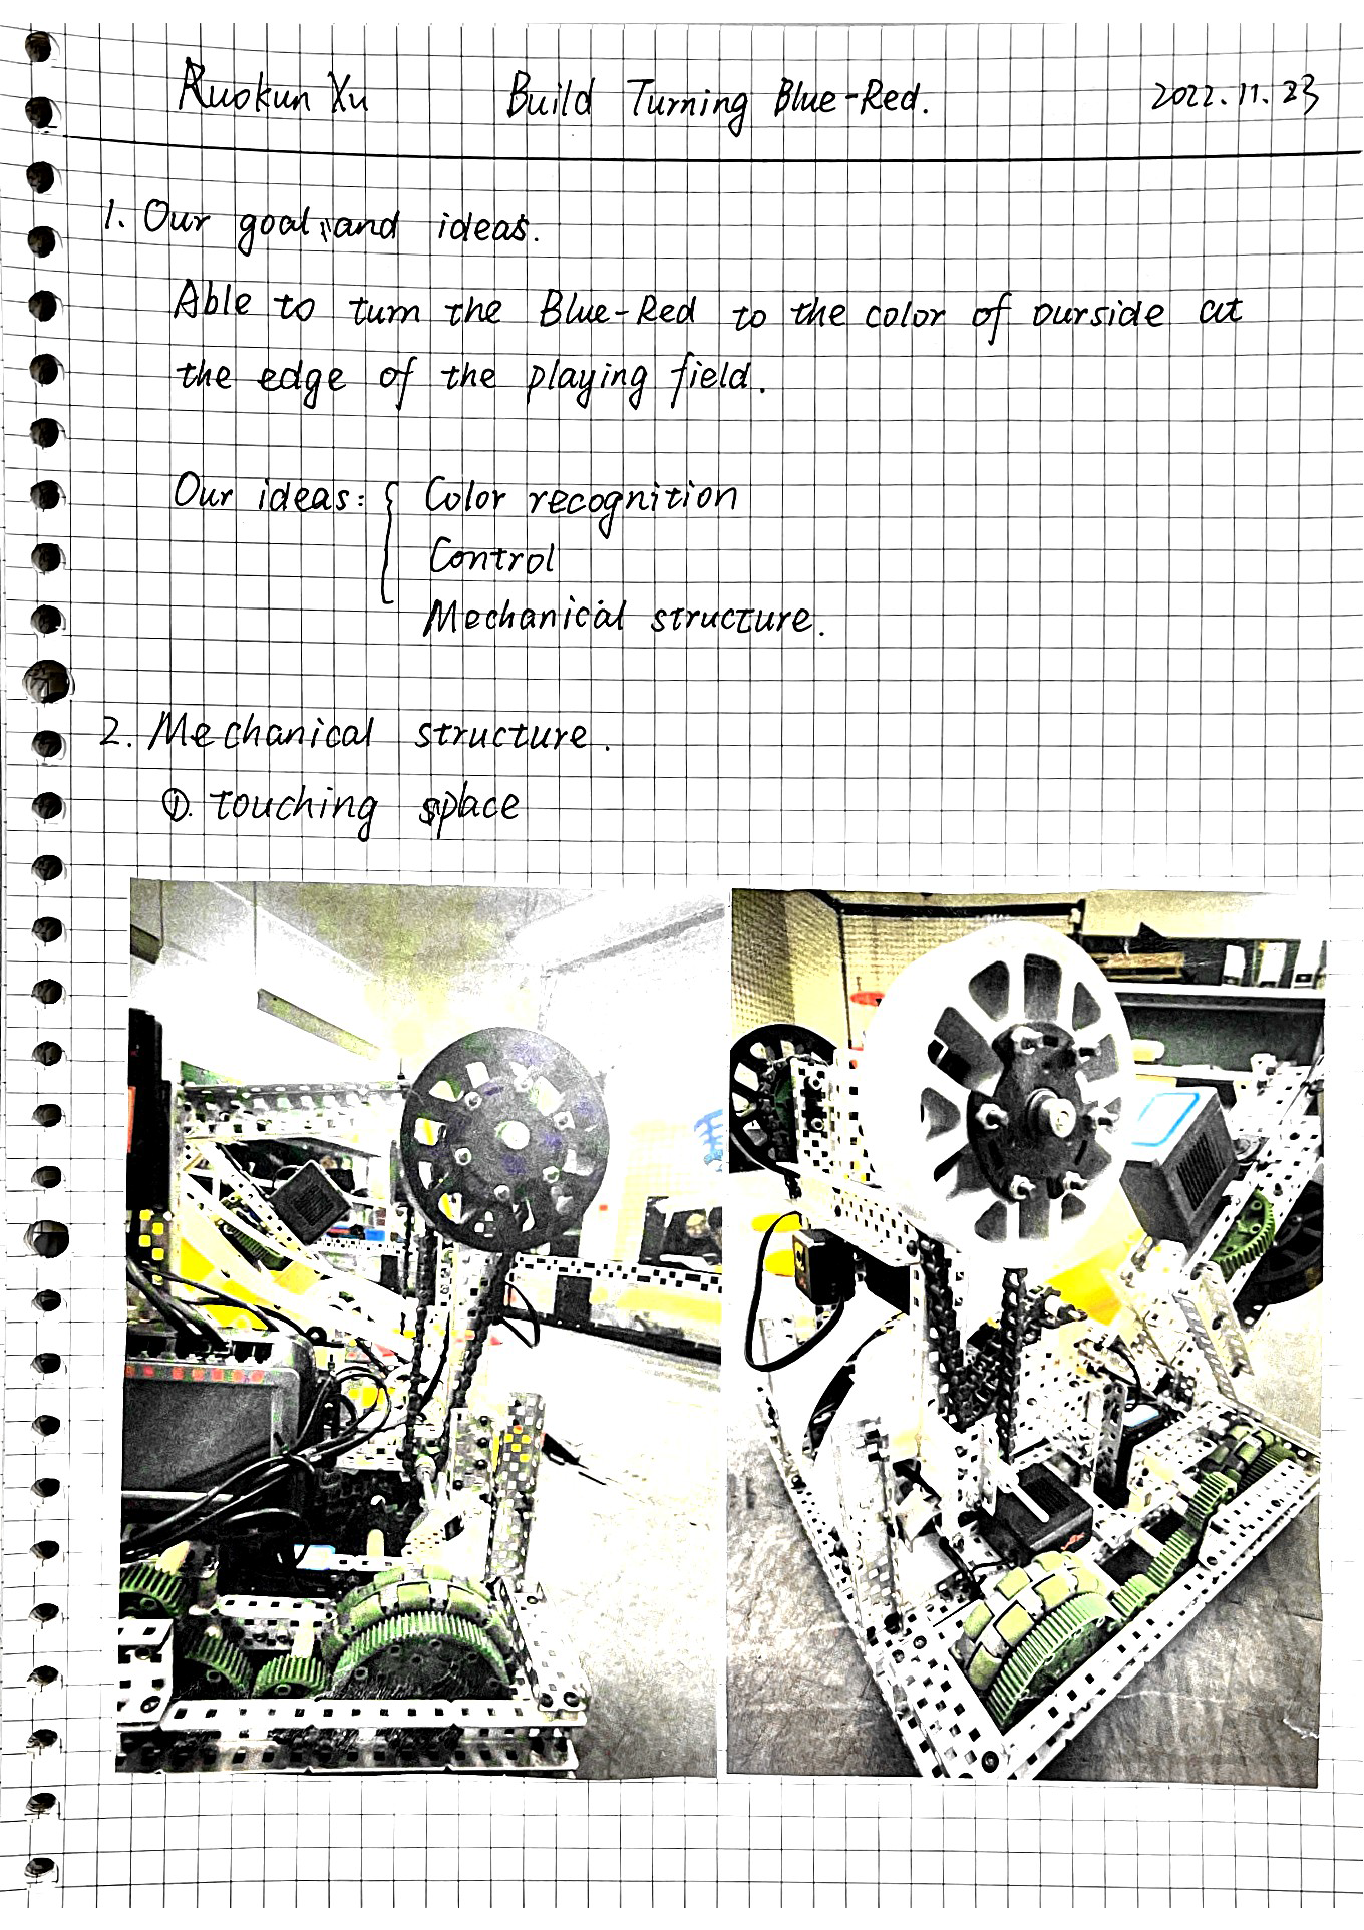 Ruokun Xu Build Turning Blue-Red. 2022.11.23
1. Our goal and ideas.
Able to turn the Blue-Red to the color of ourside at
the edge of the playing field.
Our ideas: { Color recognition
Control
Mechanical structure.
2. Mechanical structure.
①. touching splace